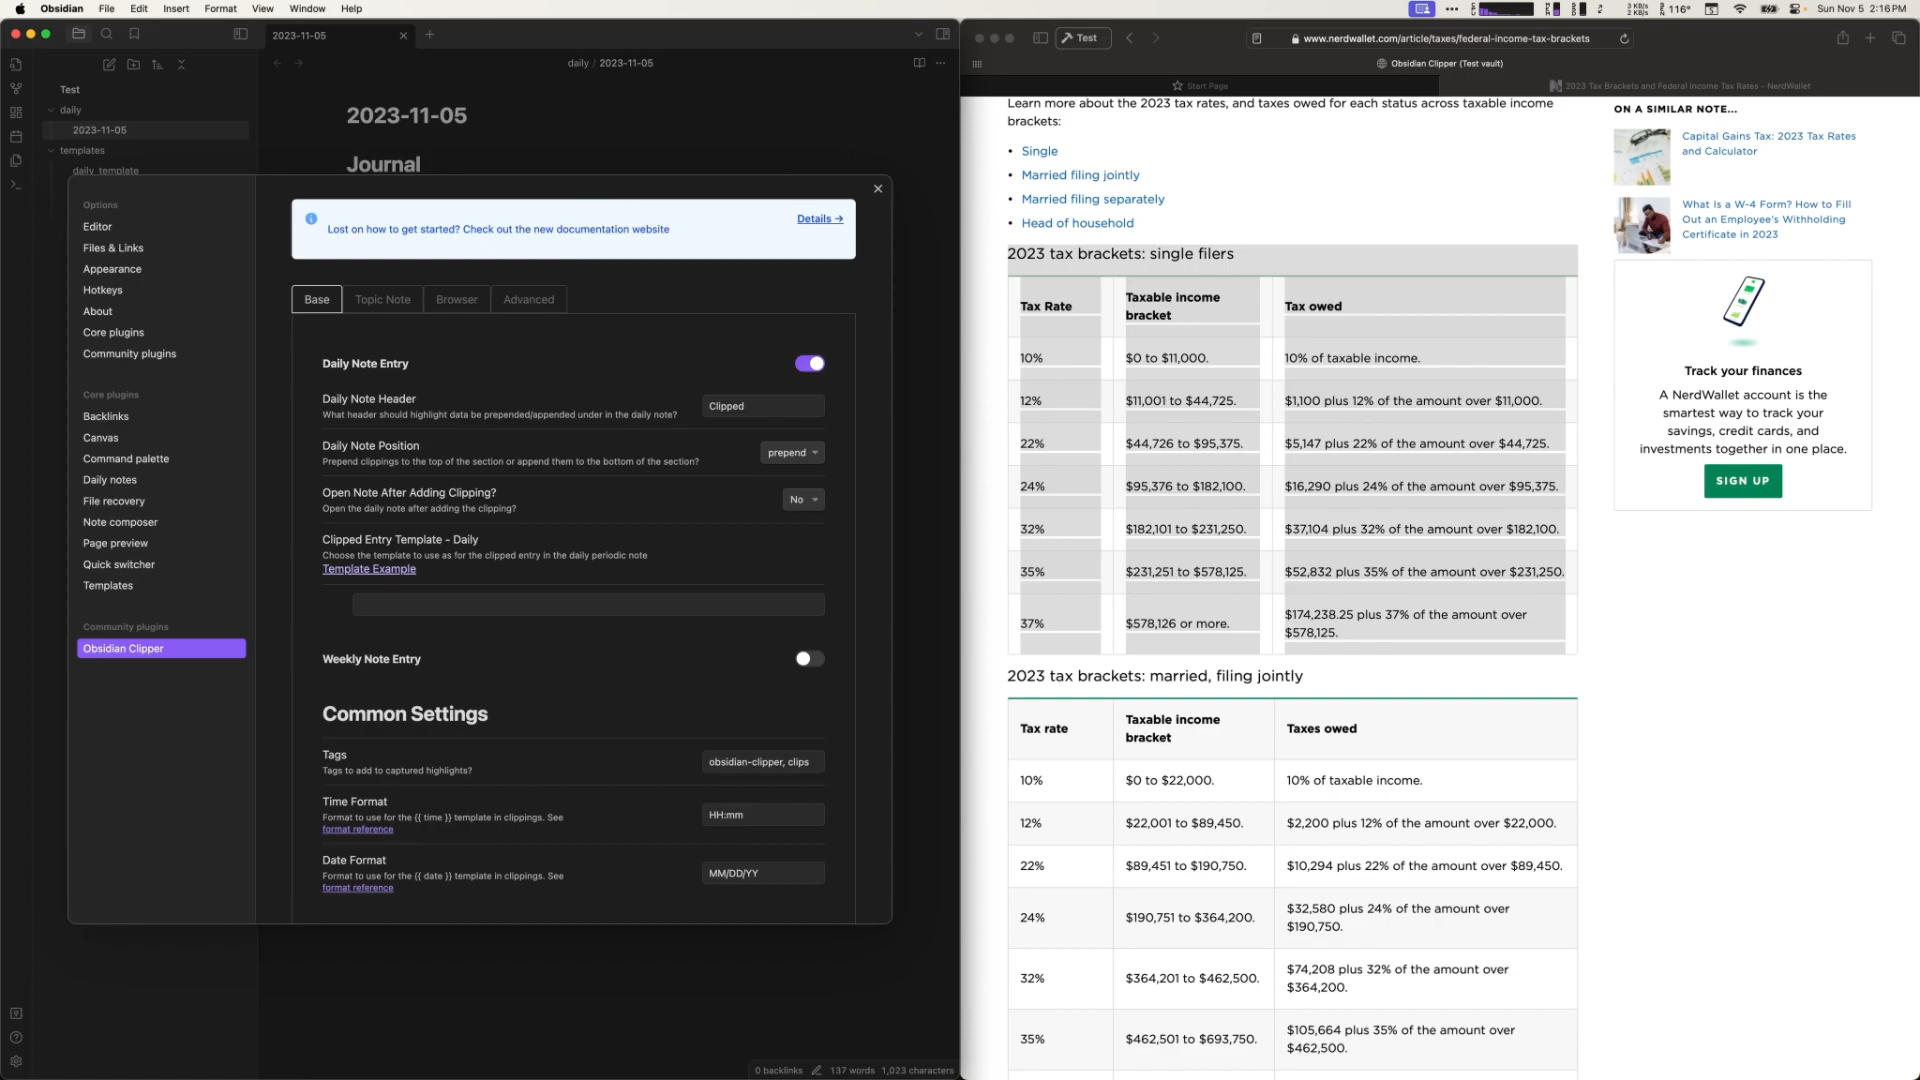 Obsidian File Edit Insert Format View Window Help
3 KB/s
2 KB/s
116°
Sun Nov 5 2:16 PM
2023-11-05
daily / 2023-11-05
Test
daily
2023-11-05
templates
daily_template
2023-11-05
Journal
Options
Editor
Files & Links
Appearance
Hotkeys
About
Core plugins
Community plugins
Core plugins
Backlinks
Canvas
Command palette
Daily notes
File recovery
Note composer
Page preview
Quick switcher
Templates
Community plugins
Obsidian Clipper
Details →
Lost on how to get started? Check out the new documentation website
Base Topic Note Browser Advanced
Daily Note Entry
Daily Note Header
What header should highlight data be prepended/appended under in the daily note?
Clipped
Daily Note Position
Prepend clippings to the top of the section or append them to the bottom of the section?
prepend
Open Note After Adding Clipping?
Open the daily note after adding the clipping?
No
Clipped Entry Template - Daily
Choose the template to use as for the clipped entry in the daily periodic note
Template Example
Weekly Note Entry
Common Settings
Tags
Tags to add to captured highlights?
obsidian-clipper, clips
Time Format
Format to use for the {{ time }} template in clippings. See
format reference
HH:mm
Date Format
Format to use for the {{ date }} template in clippings. See
format reference
MM/DD/YY
0 backlinks 137 words 1,023 characters
Test
www.nerdwallet.com/article/taxes/federal-income-tax-brackets
Obsidian Clipper (Test vault)
Start Page
2023 Tax Brackets and Federal Income Tax Rates - NerdWallet
Learn more about the 2023 tax rates, and taxes owed for each status across taxable income
brackets:
• Single
• Married filing jointly
• Married filing separately
• Head of household
2023 tax brackets: single filers
Tax Rate Taxable income bracket Tax owed
10% $0 to $11,000. 10% of taxable income.
12% $11,001 to $44,725. $1,100 plus 12% of the amount over $11,000.
22% $44,726 to $95,375. $5,147 plus 22% of the amount over $44,725.
24% $95,376 to $182,100. $16,290 plus 24% of the amount over $95,375.
32% $182,101 to $231,250. $37,104 plus 32% of the amount over $182,100.
35% $231,251 to $578,125. $52,832 plus 35% of the amount over $231,250.
37% $578,126 or more. $174,238.25 plus 37% of the amount over
$578,125.
2023 tax brackets: married, filing jointly
Tax rate Taxable income bracket Taxes owed
10% $0 to $22,000. 10% of taxable income.
12% $22,001 to $89,450. $2,200 plus 12% of the amount over $22,000.
22% $89,451 to $190,750. $10,294 plus 22% of the amount over $89,450.
24% $190,751 to $364,200. $32,580 plus 24% of the amount over
$190,750.
32% $364,201 to $462,500. $74,208 plus 32% of the amount over
$364,200.
35% $462,501 to $693,750. $105,664 plus 35% of the amount over
$462,500.
ON A SIMILAR NOTE...
Capital Gains Tax: 2023 Tax Rates
and Calculator
What Is a W-4 Form? How to Fill
Out an Employee's Withholding
Certificate in 2023
Track your finances
A NerdWallet account is the
smartest way to track your
savings, credit cards, and
investments together in one place.
SIGN UP